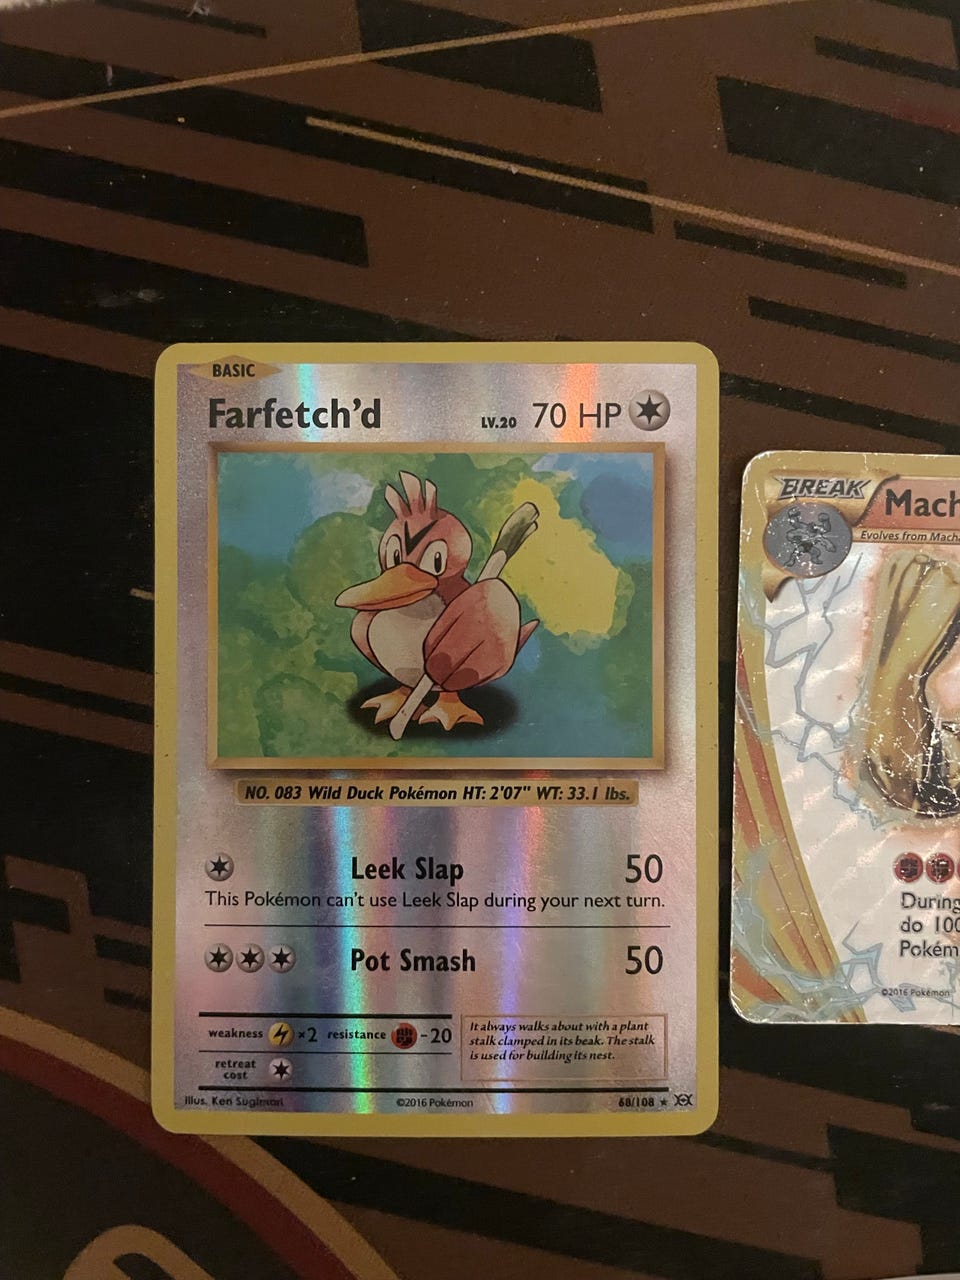 BASIC
Farfetch'd
LV.20 70 HP
NO. 083 Wild Duck Pokémon HT: 2'07" WT: 33.1 lbs.
Leek Slap 50
This Pokémon can't use Leek Slap during your next turn.
Pot Smash 50
weakness ×2 resistance -20
retreat
cost
It always walks about with a plant
stalk clamped in its beak. The stalk
is used for building its nest.
Illus. Ken Sugimori ©2016 Pokémon 68/108
BREAK
Mach
Evolves from Macha
During
do 100
Pokém
©2016 Pokémon